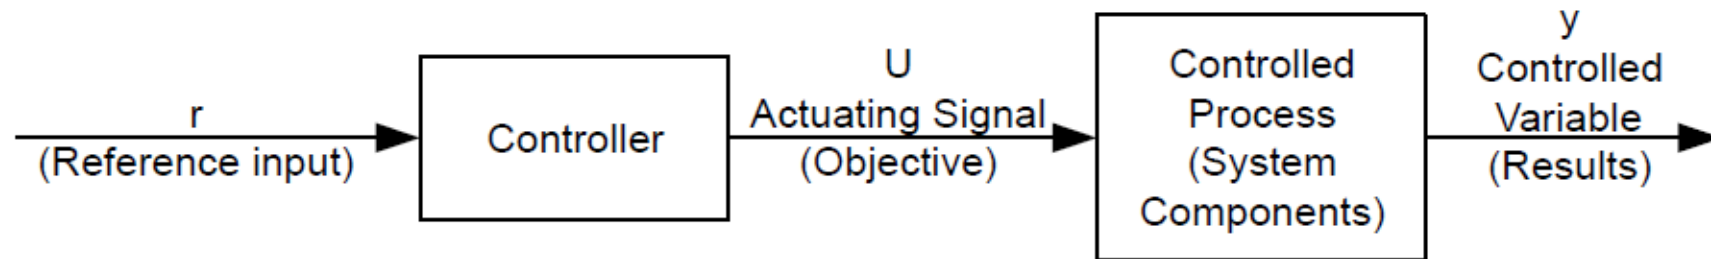 r
(Reference input)
Controller
U
Actuating Signal
(Objective)
Controlled
Process
(System
Components)
y
Controlled
Variable
(Results)